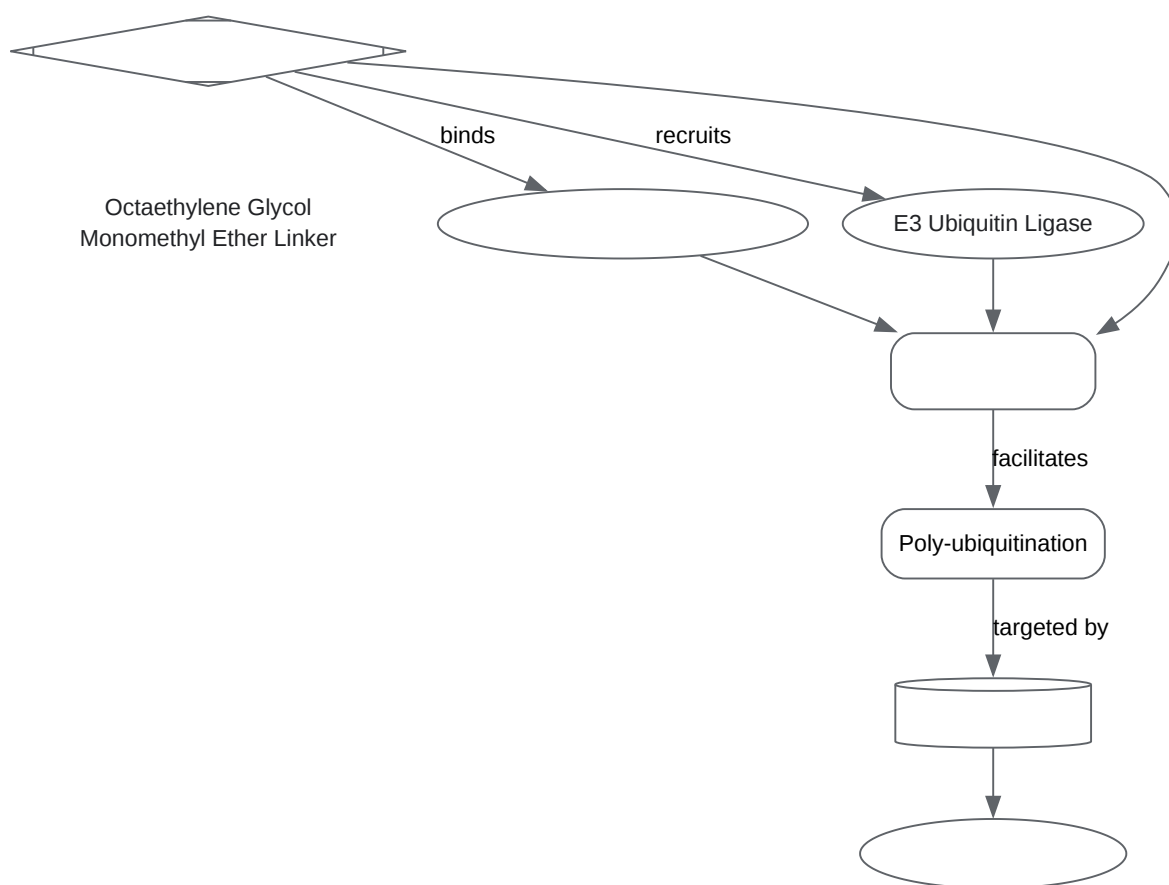 binds
recruits
Octaethylene Glycol
Monomethyl Ether Linker
E3 Ubiquitin Ligase
facilitates
Poly-ubiquitination
targeted by